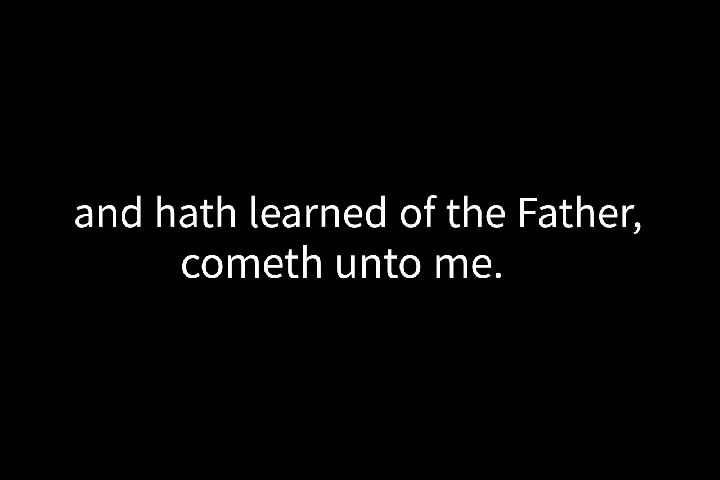 and hath learned of the Father,
cometh unto me.